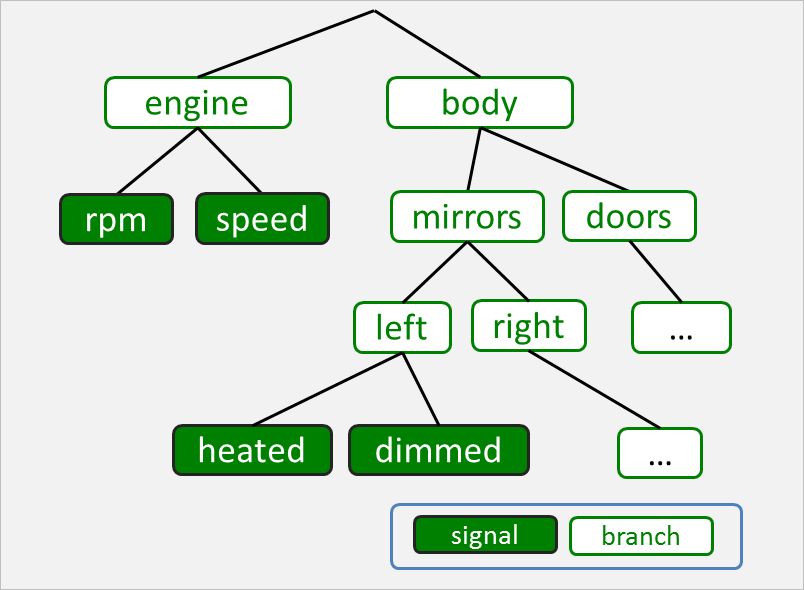 engine
body
rpm
speed
mirrors
doors
left
right
...
heated
dimmed
...
signal
branch